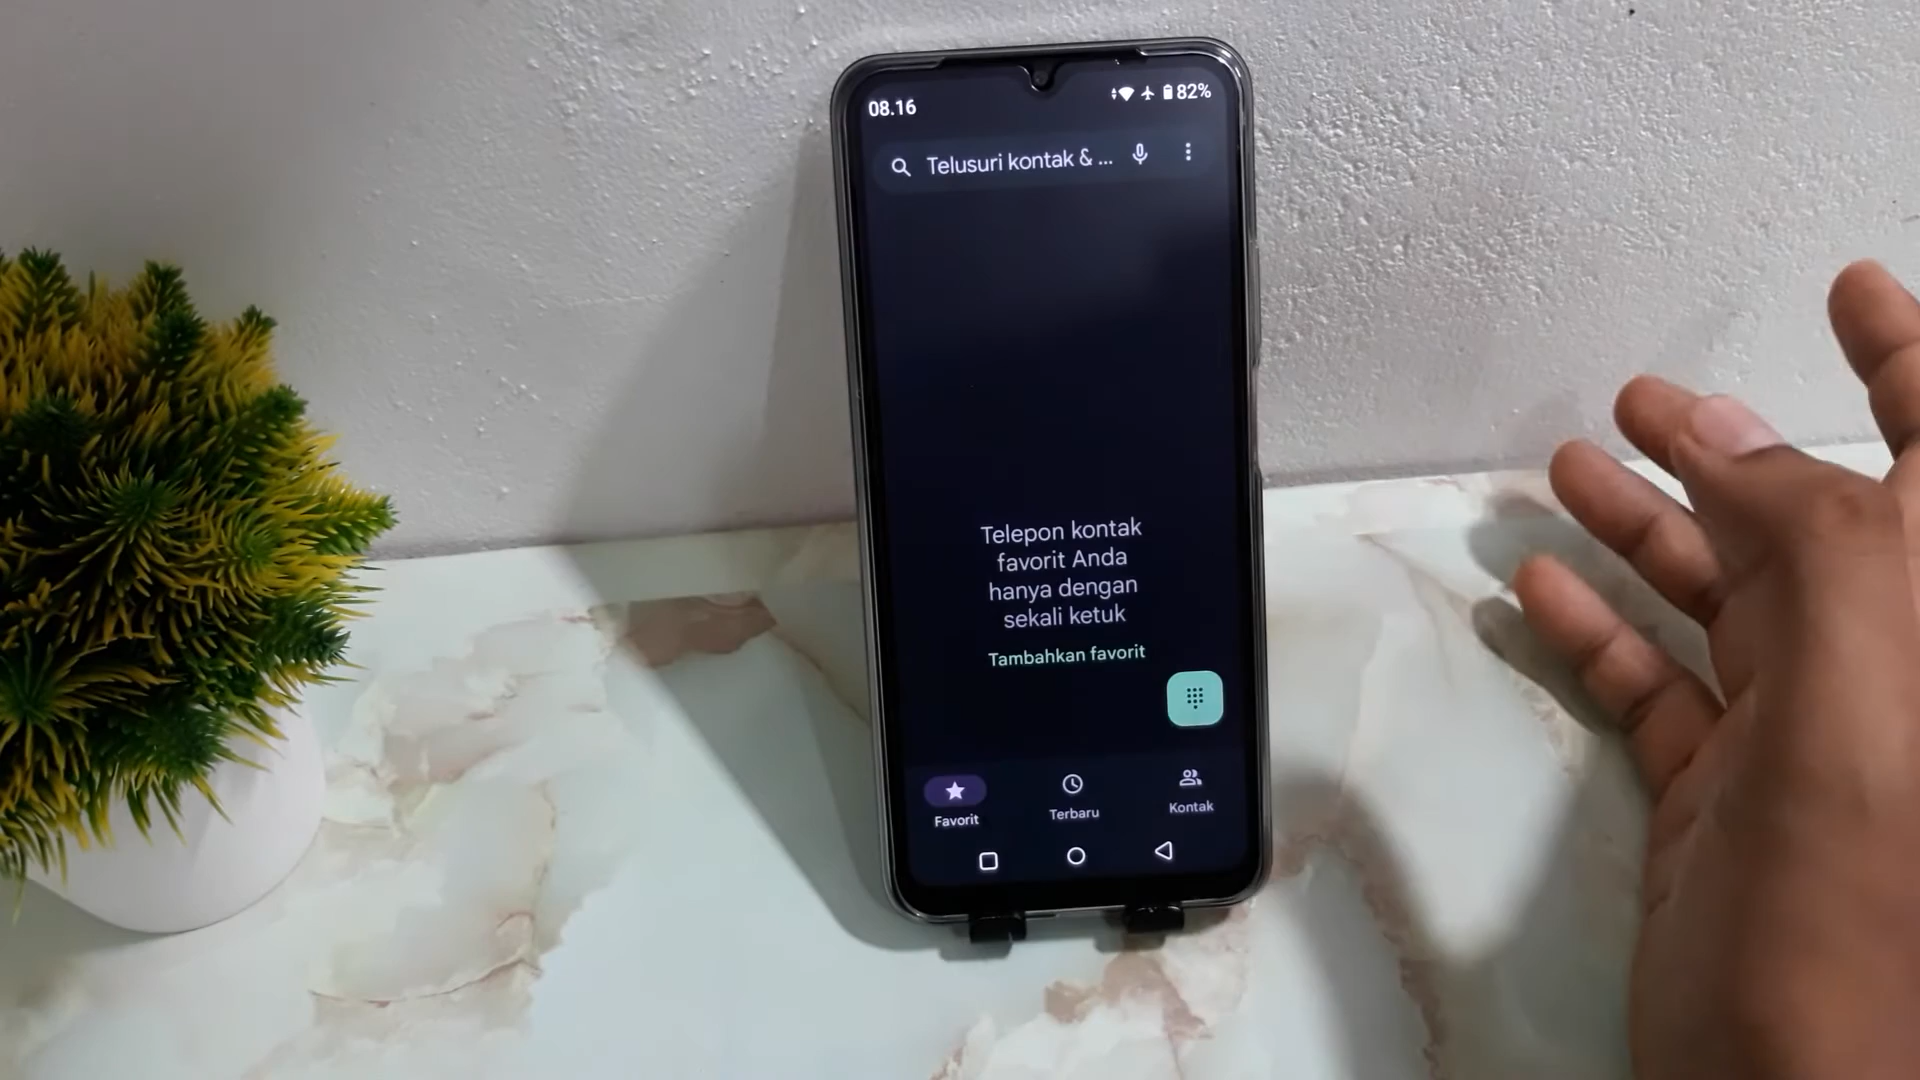 08.16
82%
Telusuri kontak & ...
Telepon kontak
favorit Anda
hanya dengan
sekali ketuk
Tambahkan favorit
Favorit
Terbaru
Kontak